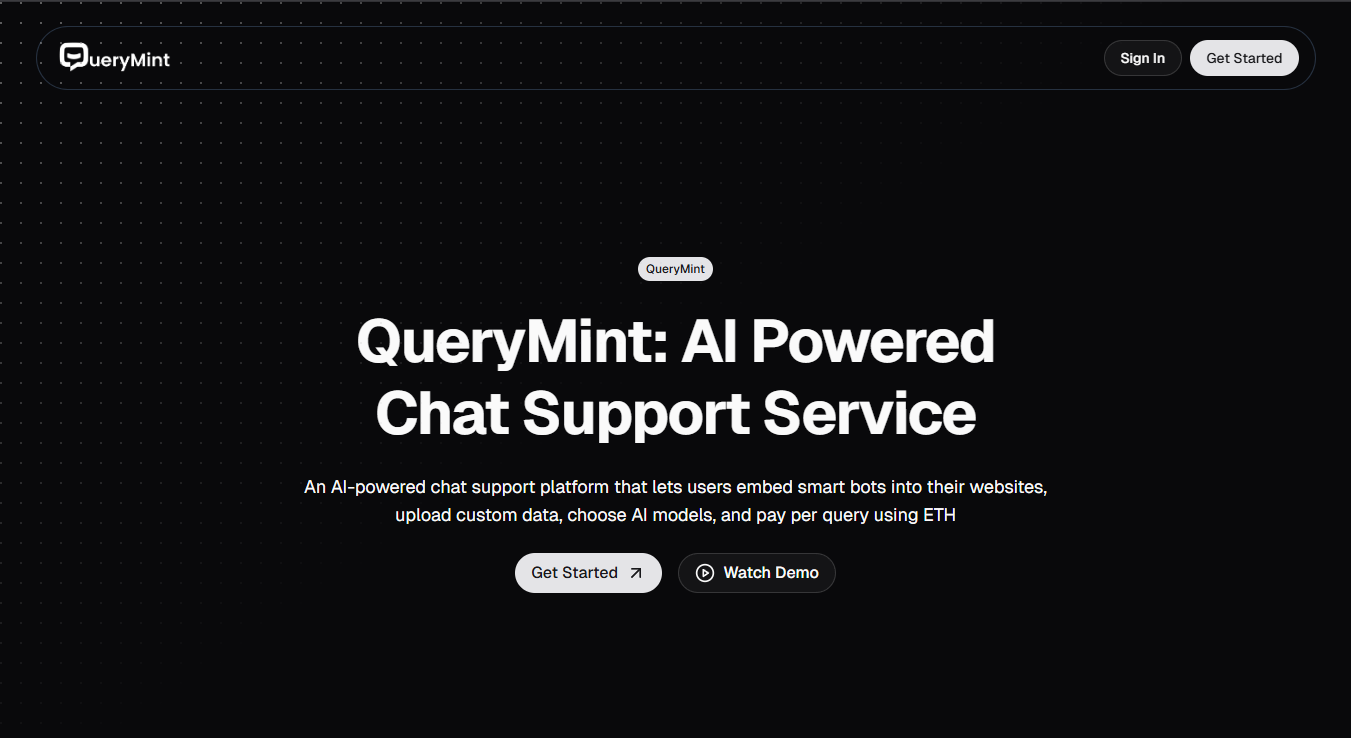 QueryMint
Sign In
Get Started
QueryMint
QueryMint: AI Powered
Chat Support Service
An AI-powered chat support platform that lets users embed smart bots into their websites,
upload custom data, choose AI models, and pay per query using ETH
Get Started
Watch Demo